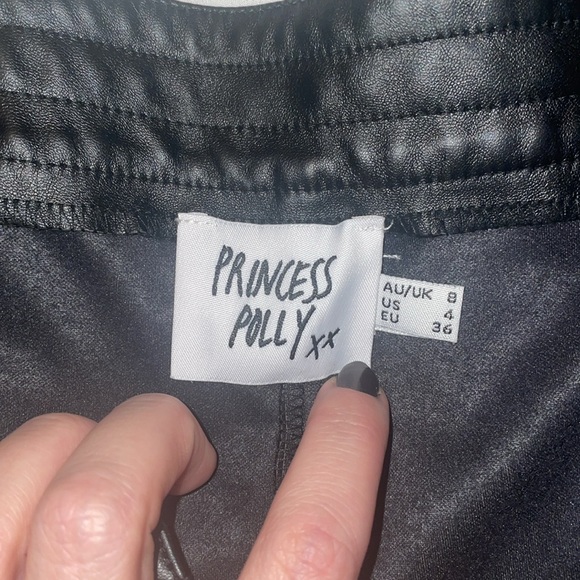 PRINCESS
POLLY xx
AU/UK 8
US 4
EU 36